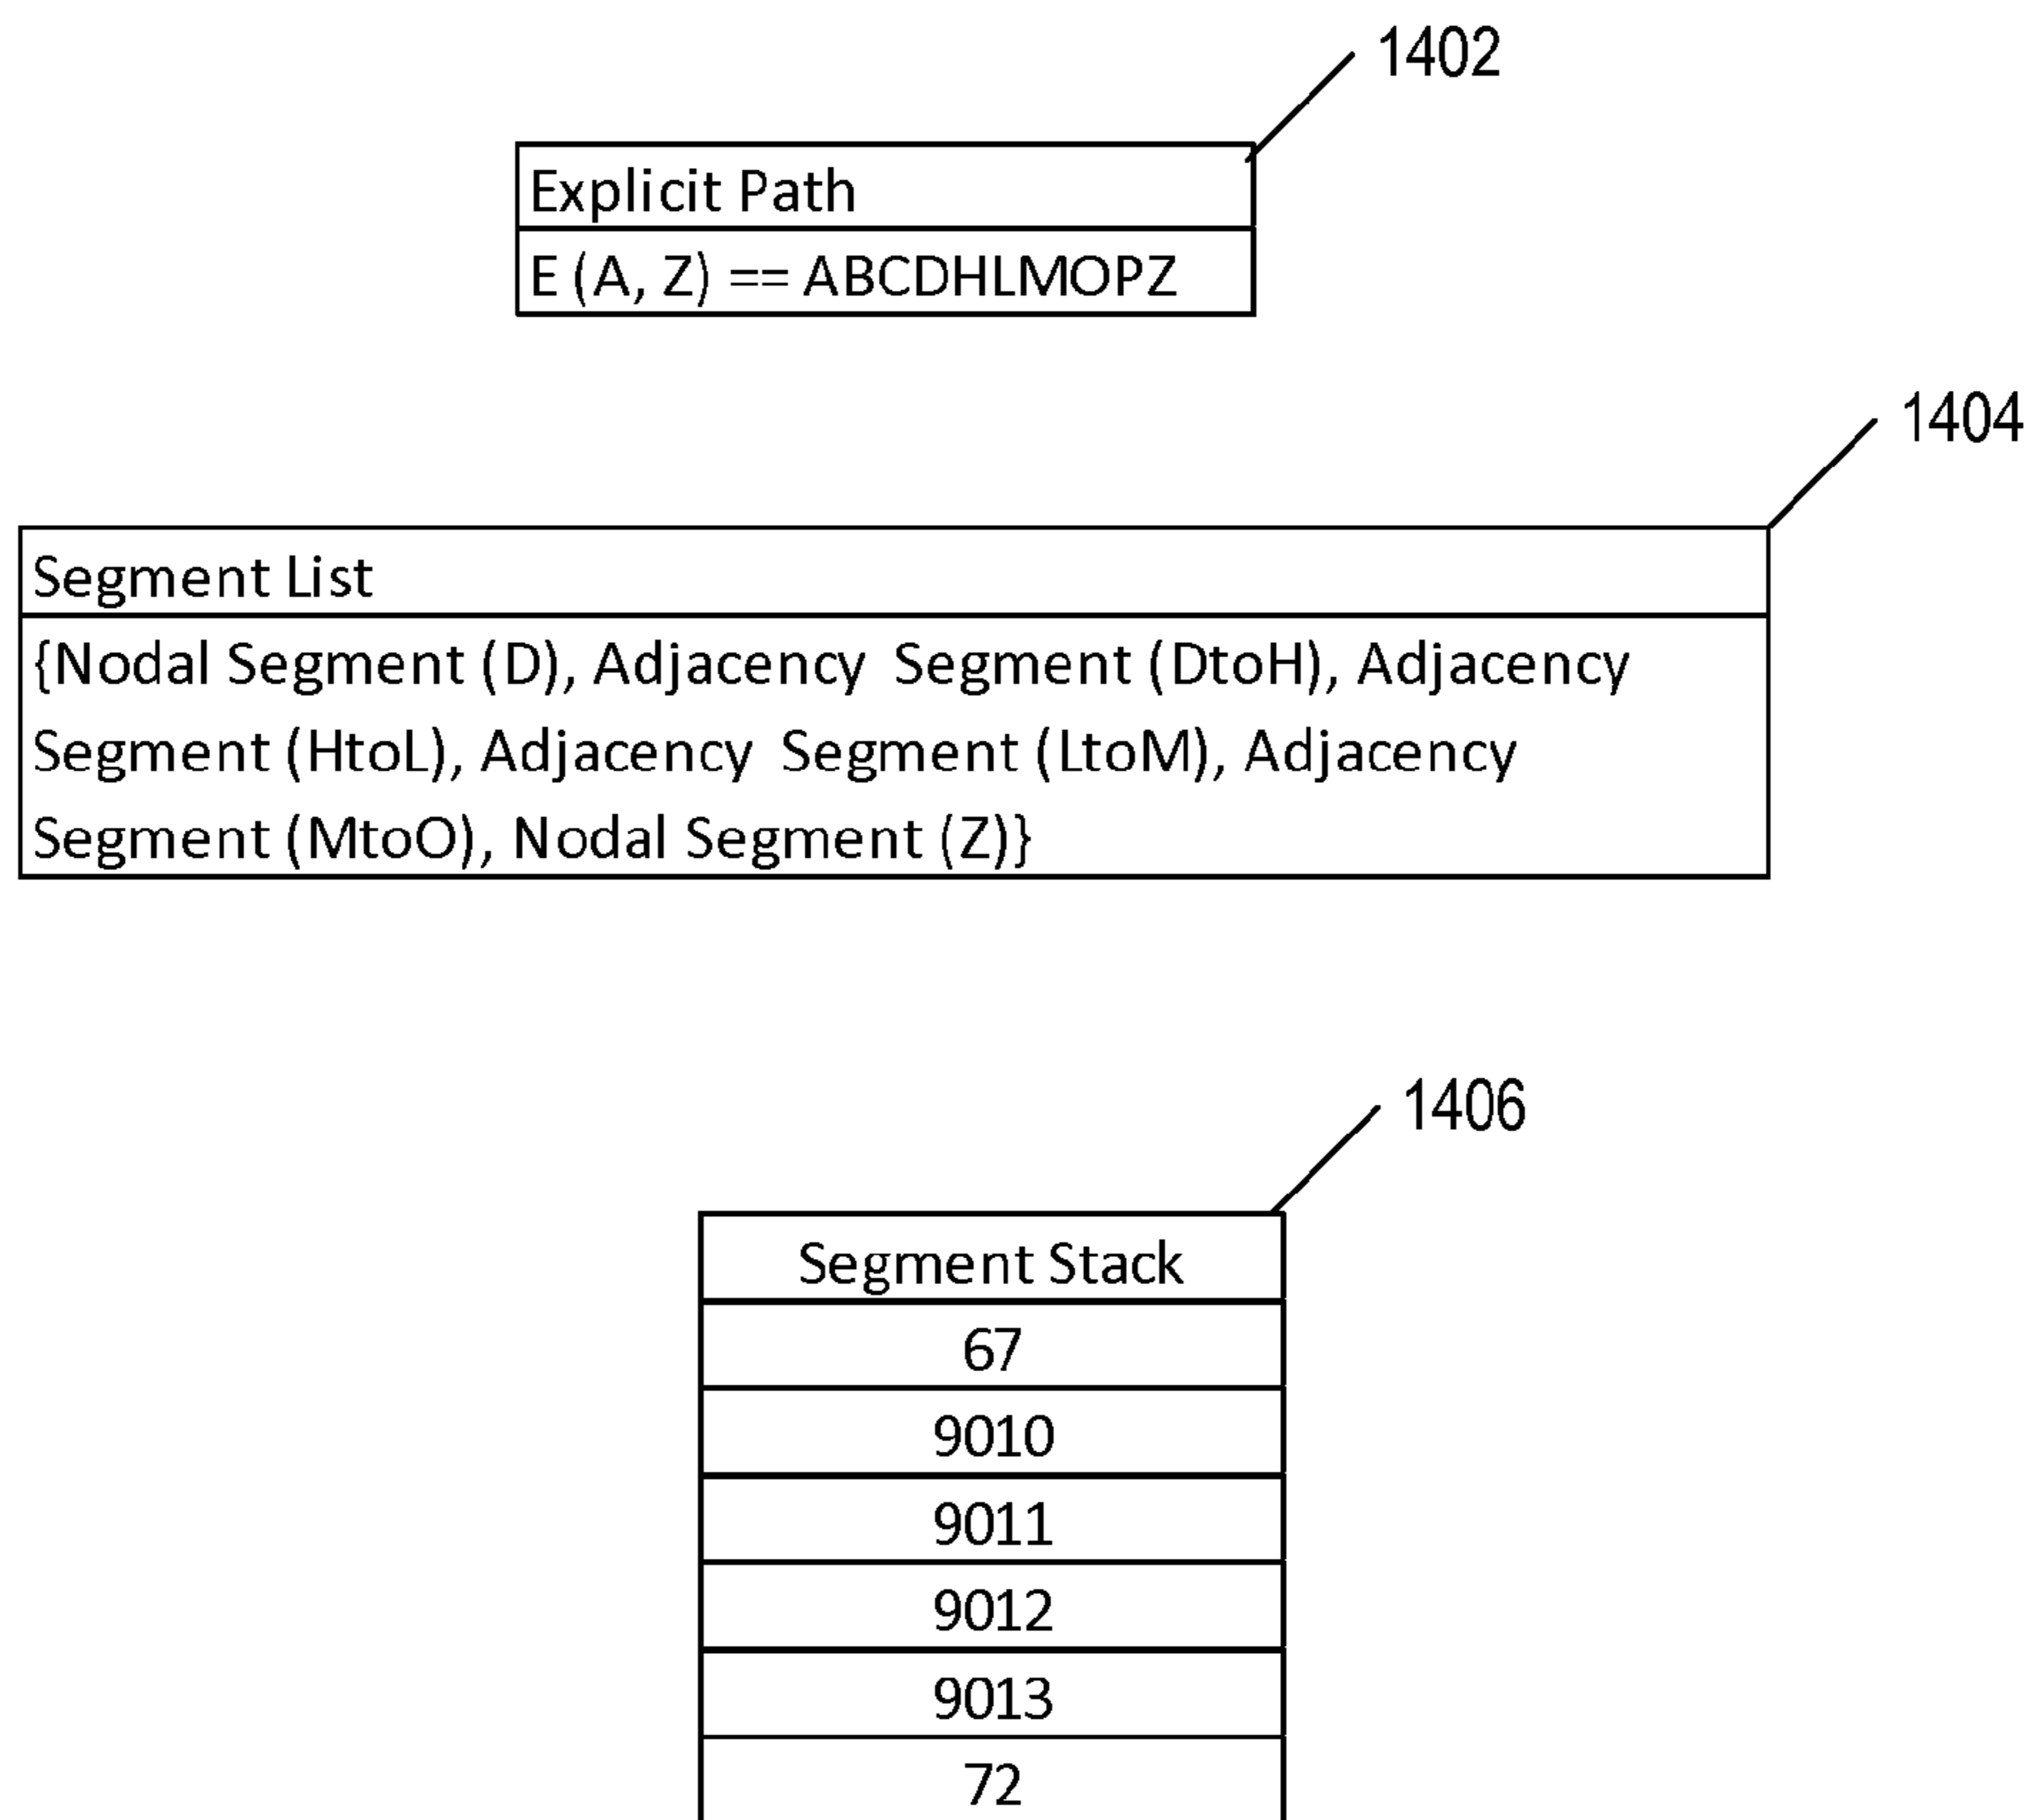 1402
Explicit Path
E (A, Z) == ABCDHLMOPZ
1404
Segment List
{Nodal Segment (D), Adjacency Segment (DtoH), Adjacency
Segment (HtoL), Adjacency Segment (LtoM), Adjacency
Segment (MtoO), Nodal Segment (Z)}
1406
Segment Stack
67
9010
9011
9012
9013
72